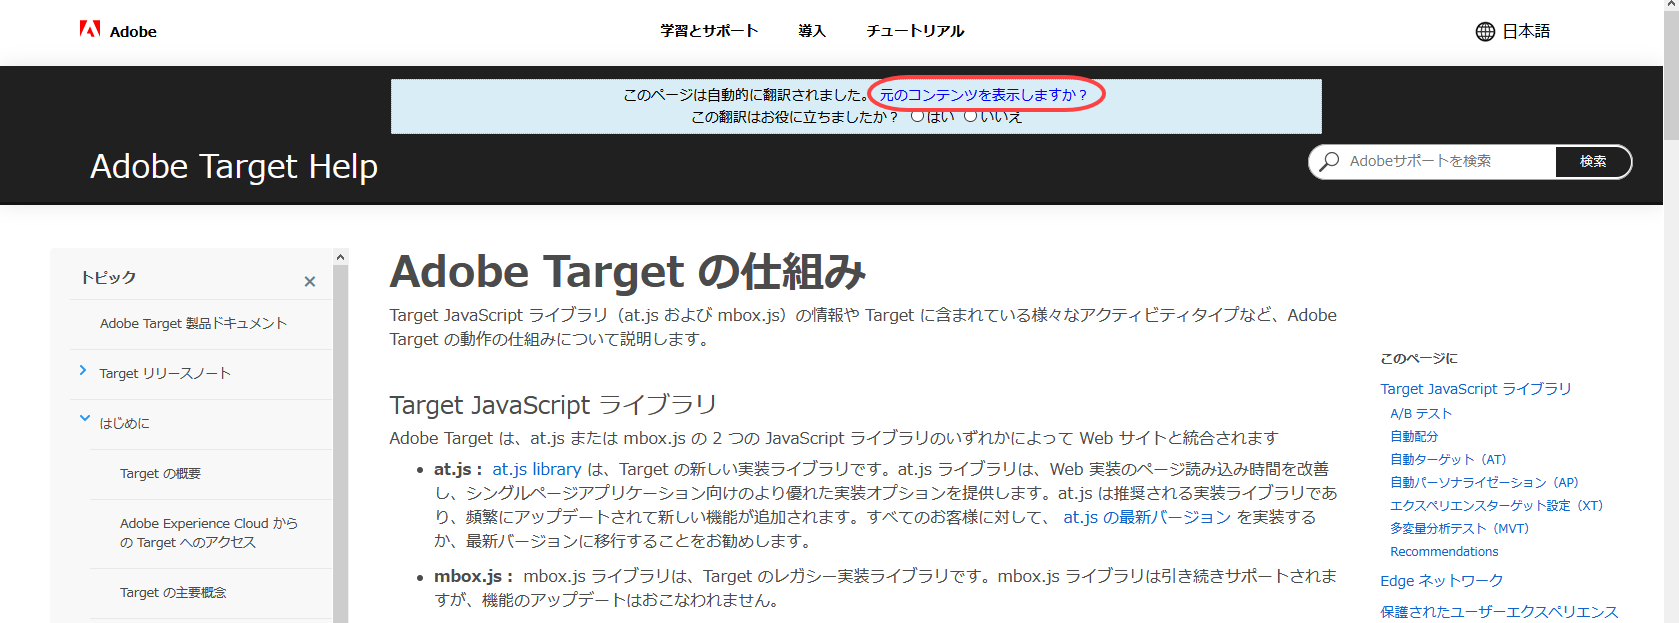 Adobe
学習とサポート 導入 チュートリアル
日本語
このページは自動的に翻訳されました。 元のコンテンツを表示しますか？
この翻訳はお役に立ちましたか？ はい いいえ
Adobe Target Help
Adobeサポートを検索 検索
トピック ×
Adobe Target 製品ドキュメント
Target リリースノート
はじめに
Target の概要
Adobe Experience Cloud から
の Target へのアクセス
Target の主要概念
Adobe Target の仕組み
Target JavaScript ライブラリ（at.js および mbox.js）の情報や Target に含まれている様々なアクティビティタイプなど、Adobe
Target の動作の仕組みについて説明します。
Target JavaScript ライブラリ
Adobe Target は、at.js または mbox.js の 2 つの JavaScript ライブラリのいずれかによって Web サイトと統合されます
• at.js： at.js library は、Target の新しい実装ライブラリです。at.js ライブラリは、Web 実装のページ読み込み時間を改善
し、シングルページアプリケーション向けのより優れた実装オプションを提供します。at.js は推奨される実装ライブラリであ
り、頻繁にアップデートされて新しい機能が追加されます。すべてのお客様に対して、 at.js の最新バージョン を実装する
か、最新バージョンに移行することをお勧めします。
• mbox.js： mbox.js ライブラリは、Target のレガシー実装ライブラリです。mbox.js ライブラリは引き続きサポートされま
すが、機能のアップデートはおこなわれません。
このページに
Target JavaScript ライブラリ
A/B テスト
自動配分
自動ターゲット（AT）
自動パーソナライゼーション（AP）
エクスペリエンスターゲット設定（XT）
多変量分析テスト（MVT）
Recommendations
Edge ネットワーク
保護されたユーザーエクスペリエンス